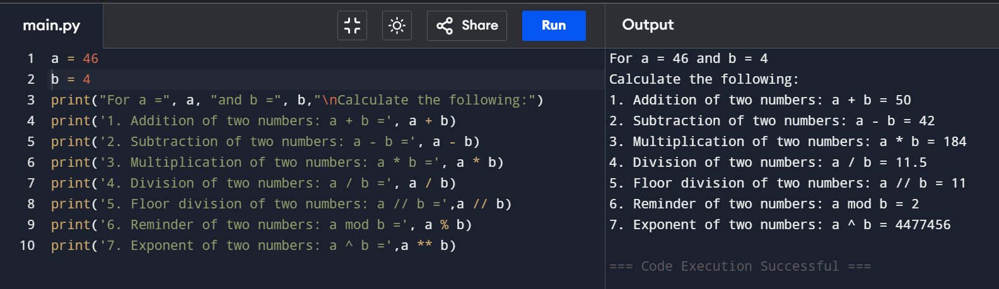 main.py
Share
Run
Output
1 a = 46
2 b = 4
3 print("For a =", a, "and b =", b,"\nCalculate the following:")
4 print('1. Addition of two numbers: a + b =', a + b)
5 print('2. Subtraction of two numbers: a - b =', a - b)
6 print('3. Multiplication of two numbers: a * b =', a * b)
7 print('4. Division of two numbers: a / b =', a / b)
8 print('5. Floor division of two numbers: a // b =',a // b)
9 print('6. Reminder of two numbers: a mod b =', a % b)
10 print('7. Exponent of two numbers: a ^ b =',a ** b)
For a = 46 and b = 4
Calculate the following:
1. Addition of two numbers: a + b = 50
2. Subtraction of two numbers: a - b = 42
3. Multiplication of two numbers: a * b = 184
4. Division of two numbers: a / b = 11.5
5. Floor division of two numbers: a // b = 11
6. Reminder of two numbers: a mod b = 2
7. Exponent of two numbers: a ^ b = 4477456
=== Code Execution Successful ===